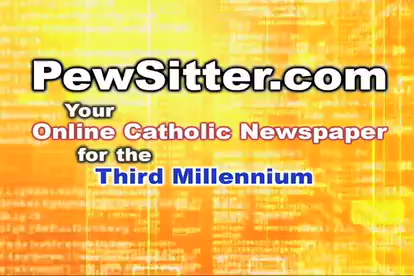 PewSitter.com
Your
Online Catholic Newspaper
for the
Third Millennium